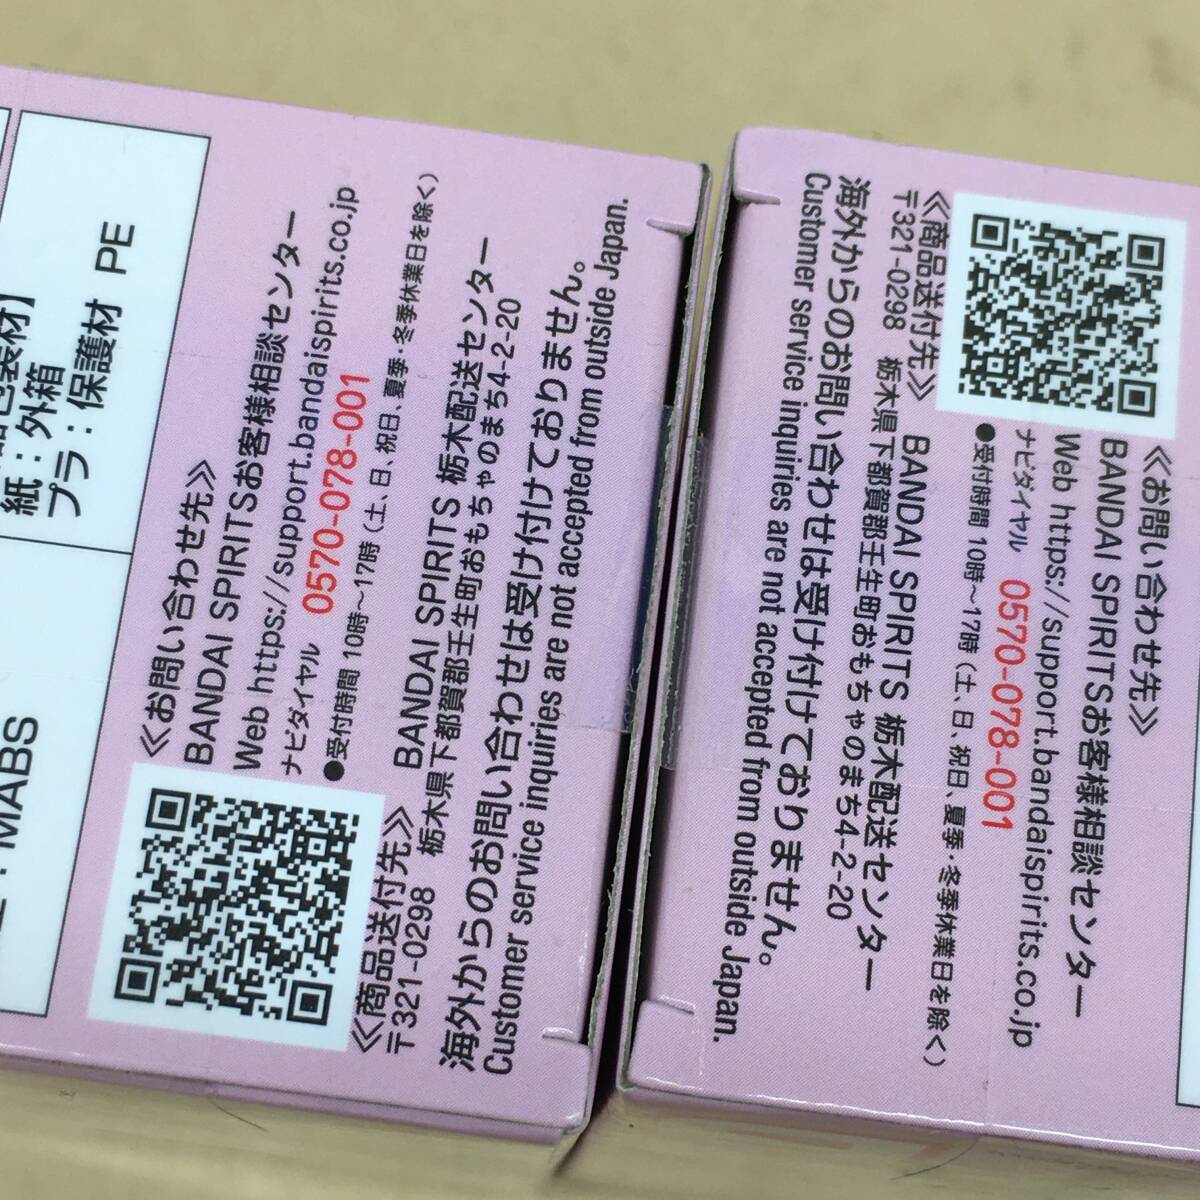 紙：外箱
プラ：保護材 PE
MABS
≪お問い合わせ先≫
BANDAI SPIRITSお客様相談センター
Web https://support.bandaispirits.co.jp
ナビダイヤル 0570-078-001
●受付時間 10時～17時（土、日、祝日、夏季・冬季休業日を除く）
≪商品送付先≫ BANDAI SPIRITS 栃木配送センター
〒321-0298 栃木県下都賀郡壬生町おもちゃのまち4-2-20
海外からのお問い合わせは受け付けておりません。
Customer service inquiries are not accepted from outside Japan.
≪お問い合わせ先≫
BANDAI SPIRITSお客様相談センター
Web https://support.bandaispirits.co.jp
ナビダイヤル 0570-078-001
●受付時間 10時～17時（土、日、祝日、夏季・冬季休業日を除く）
≪商品送付先≫ BANDAI SPIRITS 栃木配送センター
〒321-0298 栃木県下都賀郡壬生町おもちゃのまち4-2-20
海外からのお問い合わせは受け付けておりません。
Customer service inquiries are not accepted from outside Japan.